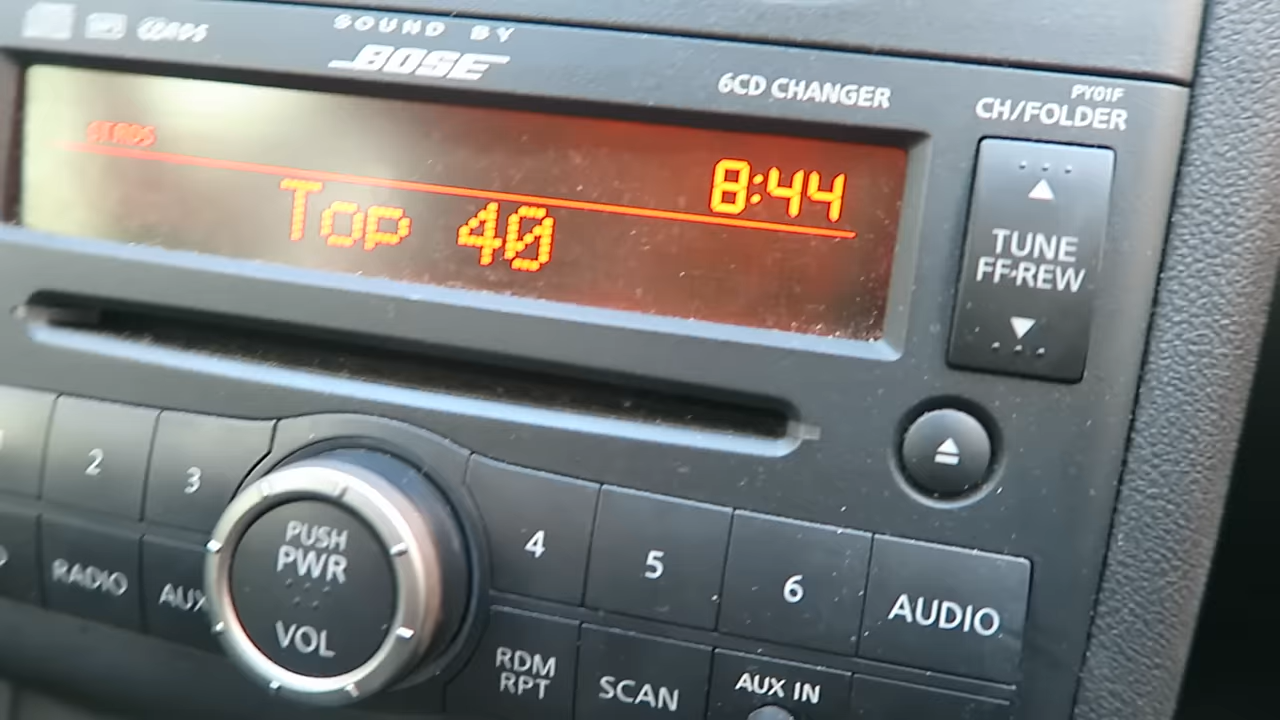 SOUND BY
BOSE
6CD CHANGER
PY01F
CH/FOLDER
8:44
Top 40
TUNE
FF·REW
2
3
4
5
6
AUDIO
PUSH
PWR
VOL
RADIO
AUX
RDM
RPT
SCAN
AUX IN